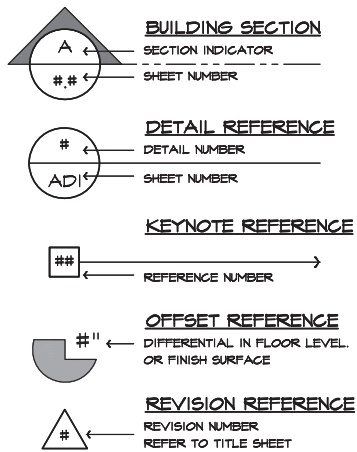 BUILDING SECTION
A
SECTION INDICATOR
#.#
SHEET NUMBER
DETAIL REFERENCE
#
DETAIL NUMBER
AD1
SHEET NUMBER
KEYNOTE REFERENCE
##
REFERENCE NUMBER
OFFSET REFERENCE
#"
DIFFERENTIAL IN FLOOR LEVEL.
OR FINISH SURFACE
REVISION REFERENCE
REVISION NUMBER
#
REFER TO TITLE SHEET